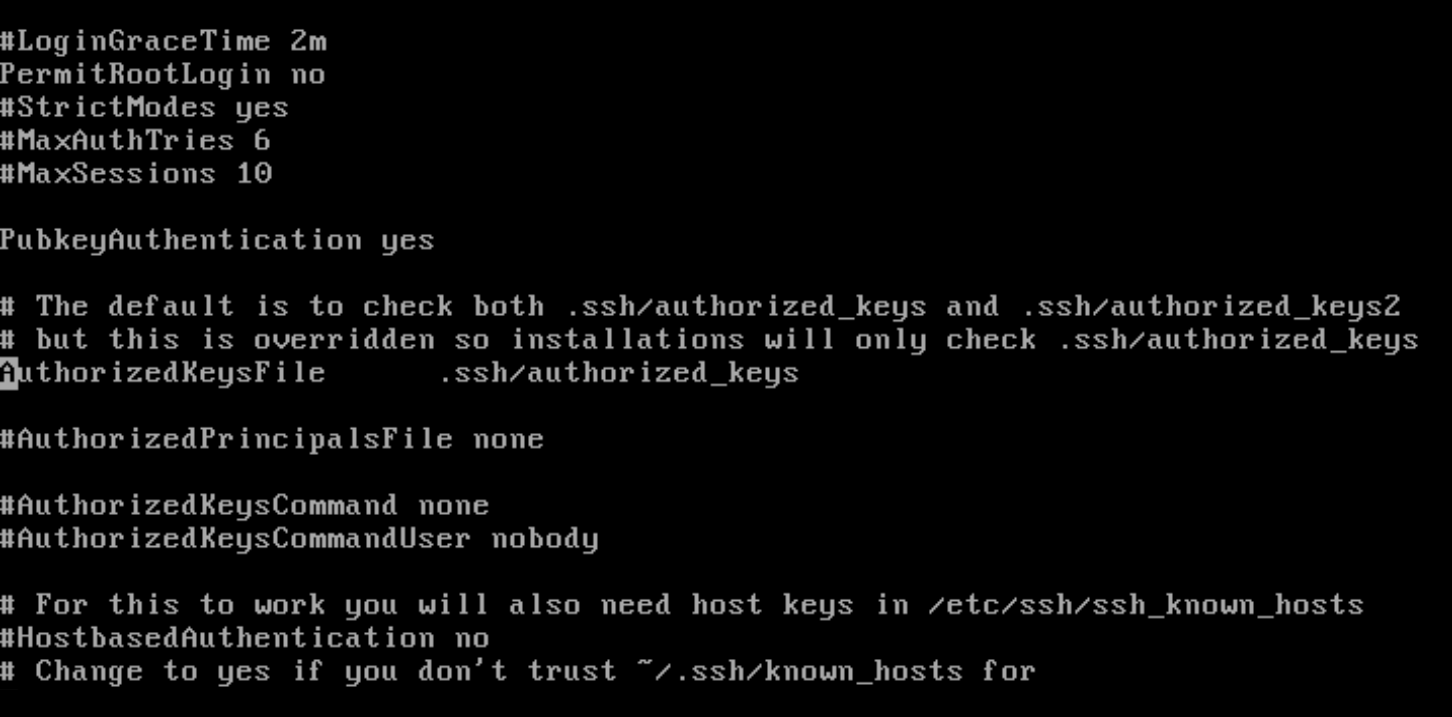 #LoginGraceTime 2m
PermitRootLogin no
#StrictModes yes
#MaxAuthTries 6
#MaxSessions 10
PubkeyAuthentication yes
# The default is to check both .ssh/authorized_keys and .ssh/authorized_keys2
# but this is overridden so installations will only check .ssh/authorized_keys
AuthorizedKeysFile      .ssh/authorized_keys
#AuthorizedPrincipalsFile none
#AuthorizedKeysCommand none
#AuthorizedKeysCommandUser nobody
# For this to work you will also need host keys in /etc/ssh/ssh_known_hosts
#HostbasedAuthentication no
# Change to yes if you don't trust ~/.ssh/known_hosts for